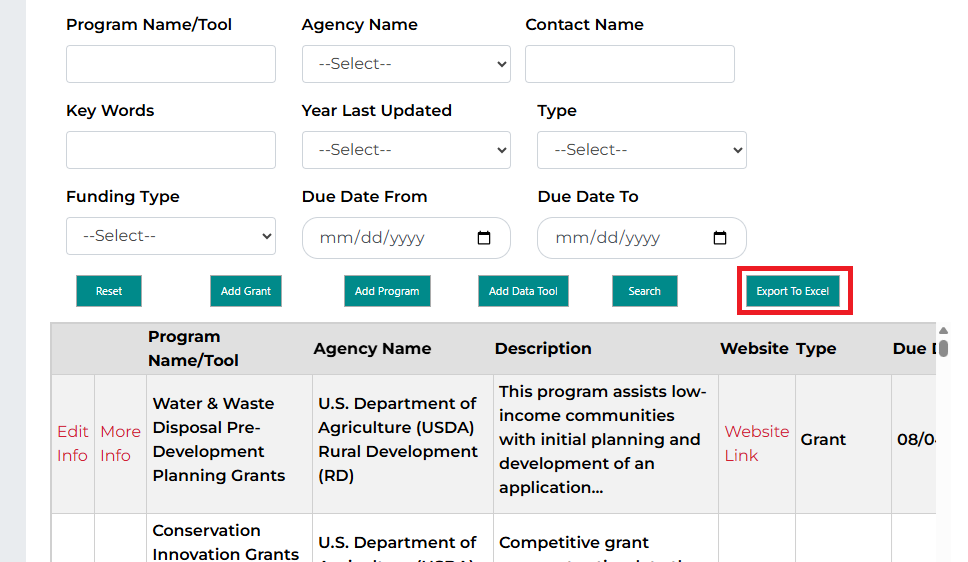 Program Name/Tool Agency Name Contact Name
--Select--
Key Words Year Last Updated Type
--Select-- --Select--
Funding Type Due Date From Due Date To
--Select-- mm/dd/yyyy mm/dd/yyyy
Reset Add Grant Add Program Add Data Tool Search Export To Excel
Program
Name/Tool
Agency Name
Description
Website
Type
Due
Edit
Info
More
Info
Water & Waste
Disposal Pre-
Development
Planning Grants
U.S. Department of
Agriculture (USDA)
Rural Development
(RD)
This program assists low-
income communities
with initial planning and
development of an
application...
Website
Link
Grant
08/0
Conservation
Innovation Grants
U.S. Department of
Competitive grant